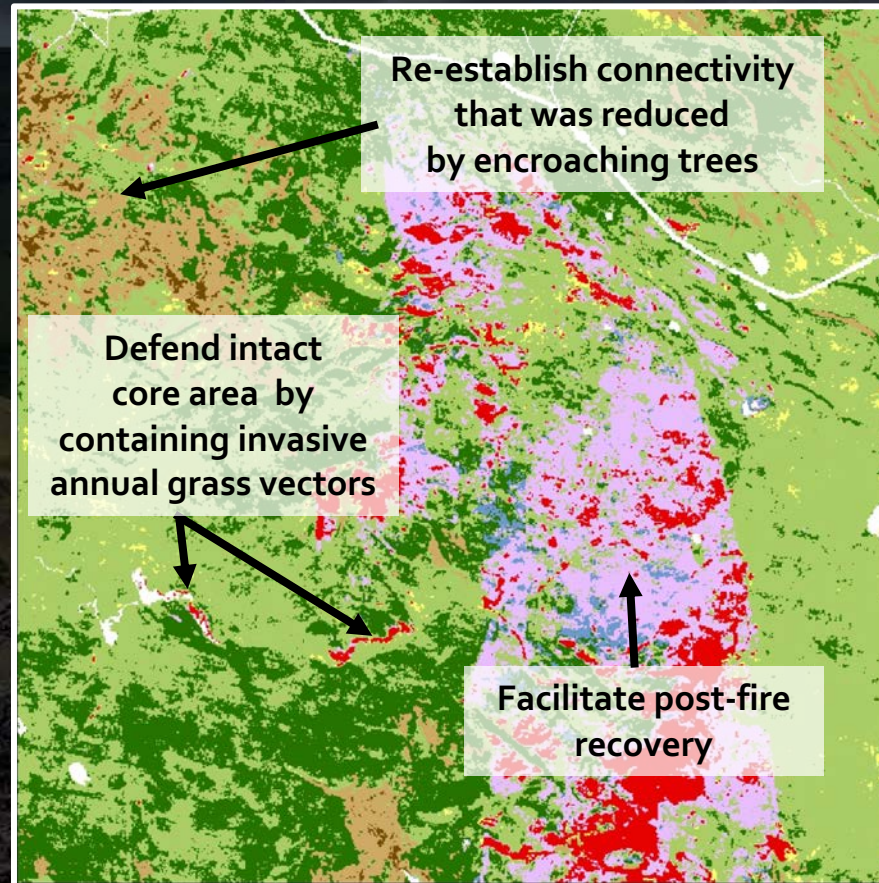 Re-establish connectivity
that was reduced
by encroaching trees
Defend intact
core area by
containing invasive
annual grass vectors
Facilitate post-fire
recovery